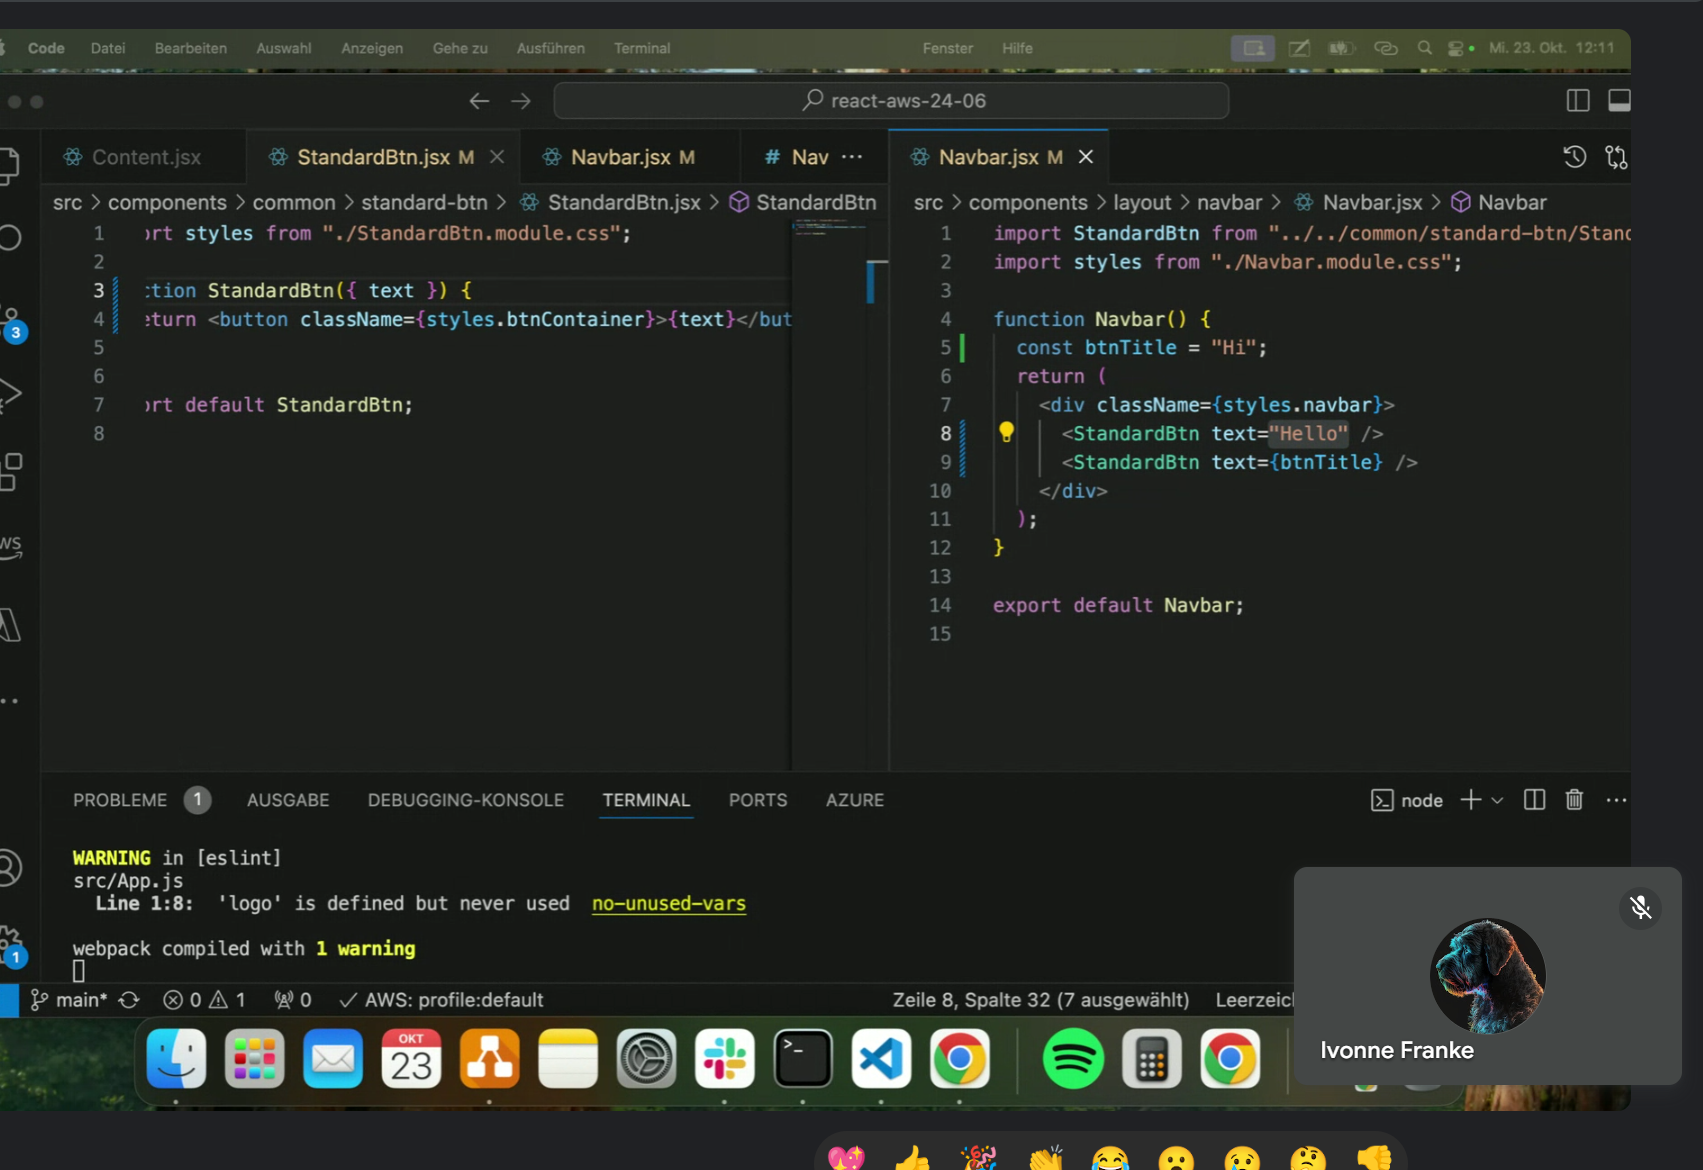 Code Datei Bearbeiten Auswahl Anzeigen Gehe zu Ausführen Terminal Fenster Hilfe Mi. 23. Okt. 12:11
react-aws-24-06
Content.jsx StandardBtn.jsx M Navbar.jsx M # Nav ···
src > components > common > standard-btn > StandardBtn.jsx > StandardBtn
1 ort styles from "./StandardBtn.module.css";
2
3 ction StandardBtn({ text }) {
4 eturn <button className={styles.btnContainer}>{text}</but
5
6
7 ort default StandardBtn;
8
Navbar.jsx M
src > components > layout > navbar > Navbar.jsx > Navbar
1 import StandardBtn from "../../common/standard-btn/Stand
2 import styles from "./Navbar.module.css";
3
4 function Navbar() {
5 const btnTitle = "Hi";
6 return (
7 <div className={styles.navbar}>
8 <StandardBtn text="Hello" />
9 <StandardBtn text={btnTitle} />
10 </div>
11 );
12 }
13
14 export default Navbar;
15
3
WS
1
PROBLEME 1 AUSGABE DEBUGGING-KONSOLE TERMINAL PORTS AZURE node
WARNING in [eslint]
src/App.js
Line 1:8: 'logo' is defined but never used no-unused-vars
webpack compiled with 1 warning
main* 0 1 0 AWS: profile:default Zeile 8, Spalte 32 (7 ausgewählt) Leerzeic
OKT
23
>_
Ivonne Franke